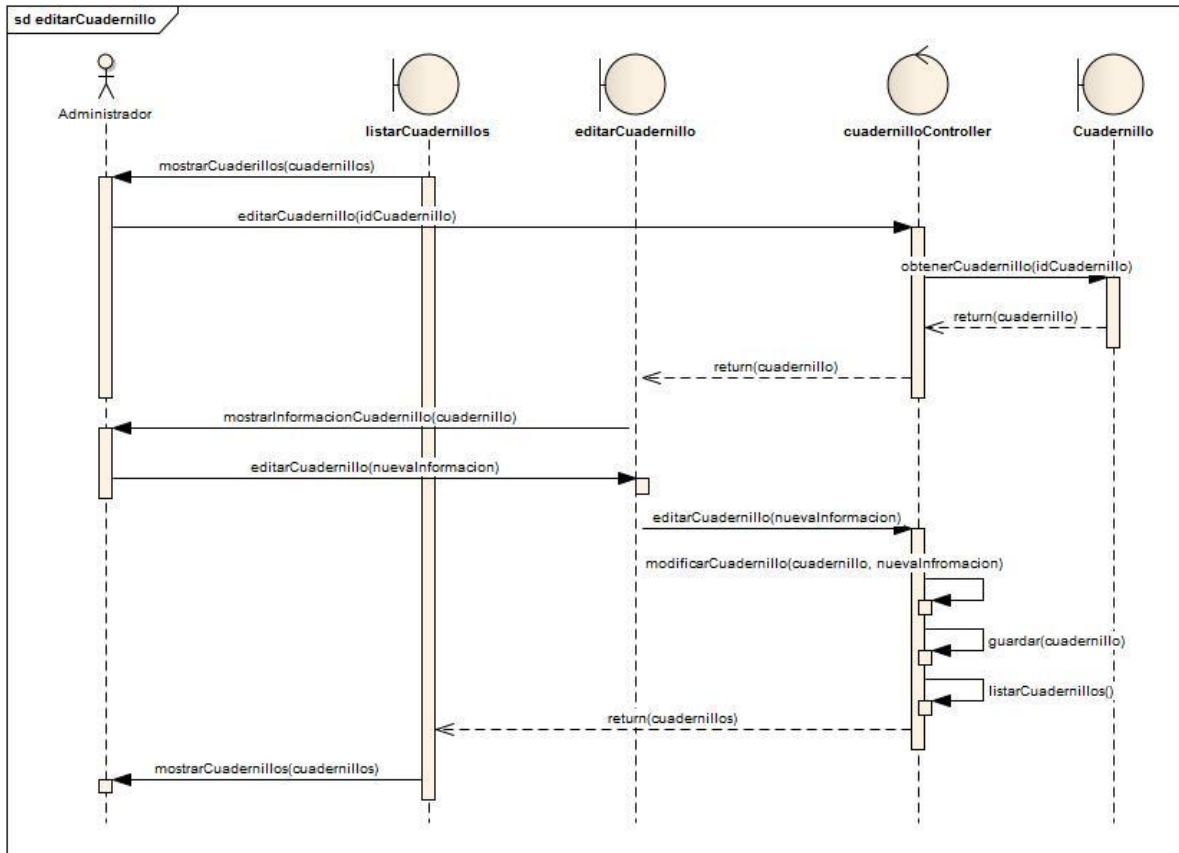 sd editarCuadernillo
Administrador
listarCuadernillos
editarCuadernillo
cuadernilloController
Cuadernillo
mostrarCuaderillos(cuadernillos)
editarCuadernillo(idCuadernillo)
obtenerCuadernillo(idCuadernillo)
return(cuadernillo)
return(cuadernillo)
mostrarInformacionCuadernillo(cuadernillo)
editarCuadernillo(nuevaInformacion)
editarCuadernillo(nuevaInformacion)
modificarCuadernillo(cuadernillo, nuevaInfromacion)
guardar(cuadernillo)
listarCuadernillos()
return(cuadernillos)
mostrarCuadernillos(cuadernillos)